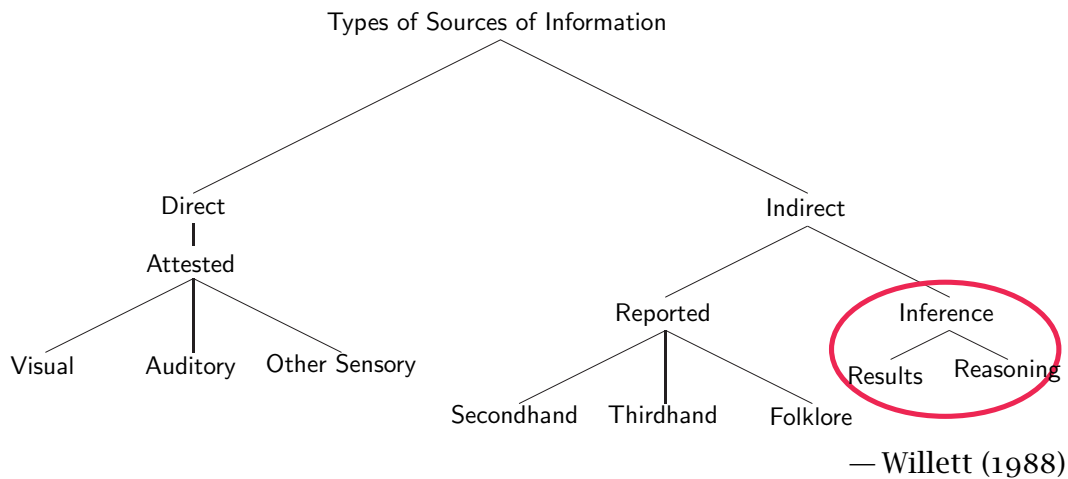 Types of Sources of Information
Direct
Indirect
Attested
Reported
Inference
Visual
Auditory
Other Sensory
Results
Reasoning
Secondhand
Thirdhand
Folklore
— Willett (1988)